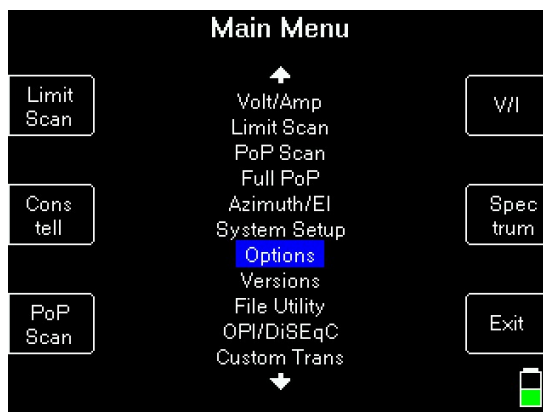 Main Menu
Limit
Scan
Cons
tell
PoP
Scan
Volt/Amp
Limit Scan
PoP Scan
Full PoP
Azimuth/El
System Setup
Options
Versions
File Utility
OPI/DiSEqC
Custom Trans
V/I
Spec
trum
Exit